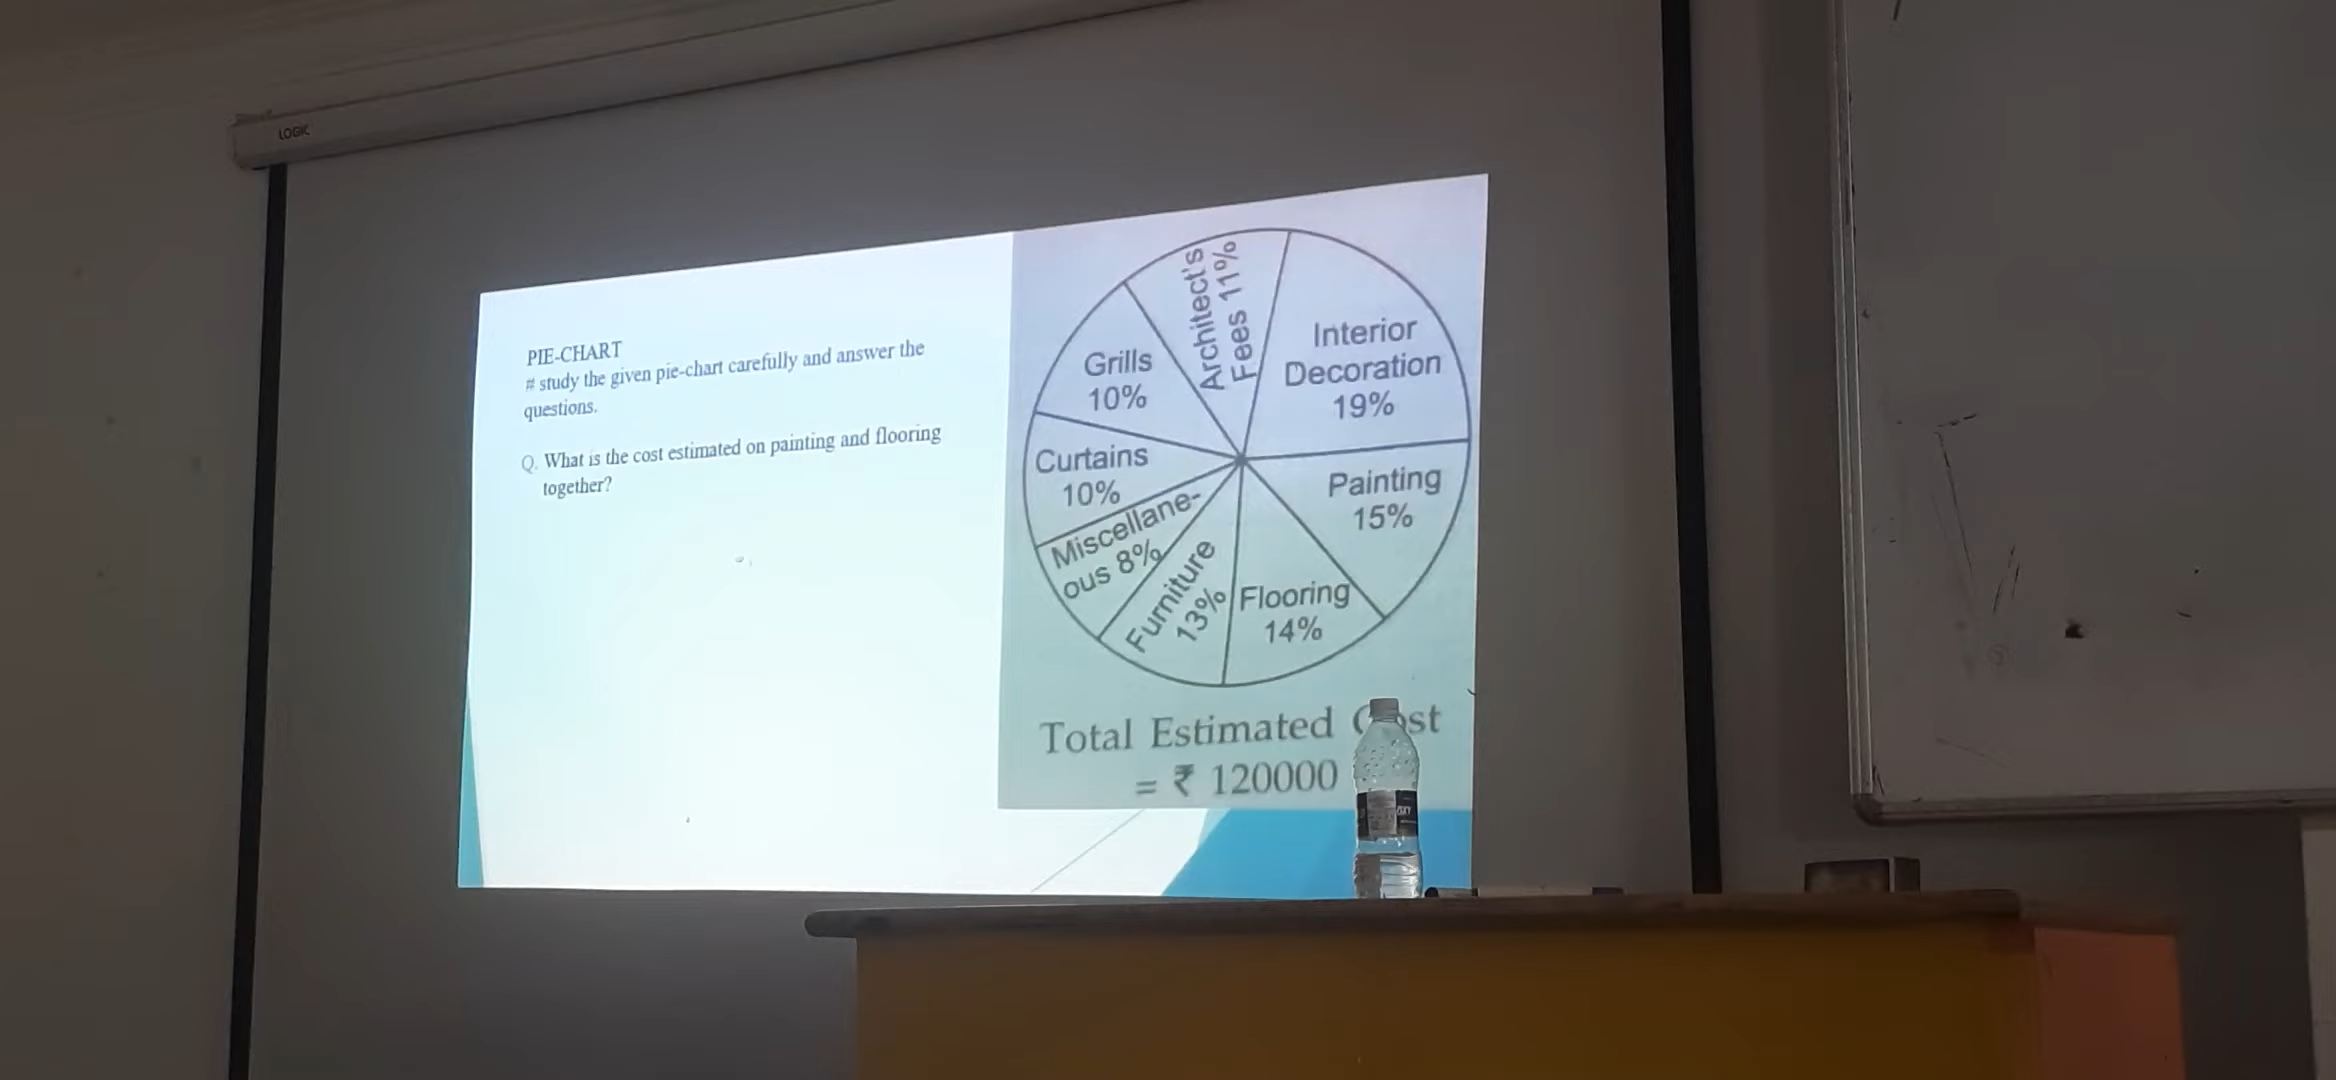 LOGIC
PIE-CHART
# study the given pie-chart carefully and answer the
questions.
Q. What is the cost estimated on painting and flooring
together?
Architect's
Fees 11%
Interior
Decoration
19%
Grills
10%
Curtains
10%
Painting
15%
Miscellane-
ous 8%
Furniture
13%
Flooring
14%
Total Estimated Cost
= ₹ 120000